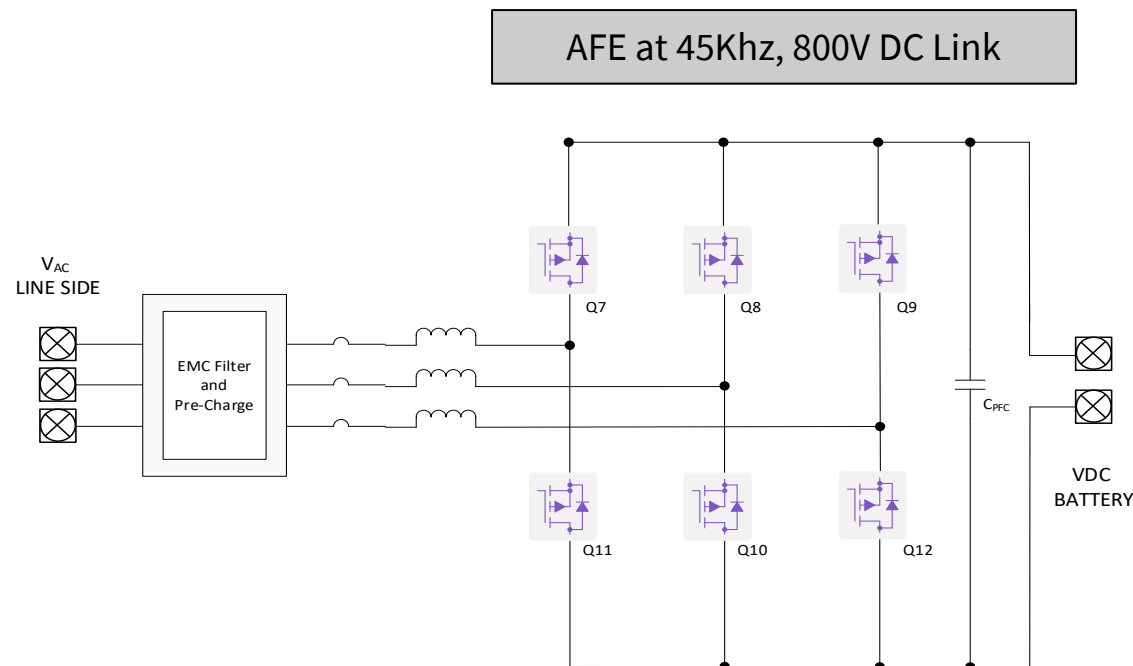 AFE at 45Khz, 800V DC Link
VAC
LINE SIDE
EMC Filter
and
Pre-Charge
Q7
Q8
Q9
CPFC
VDC
BATTERY
Q11
Q10
Q12